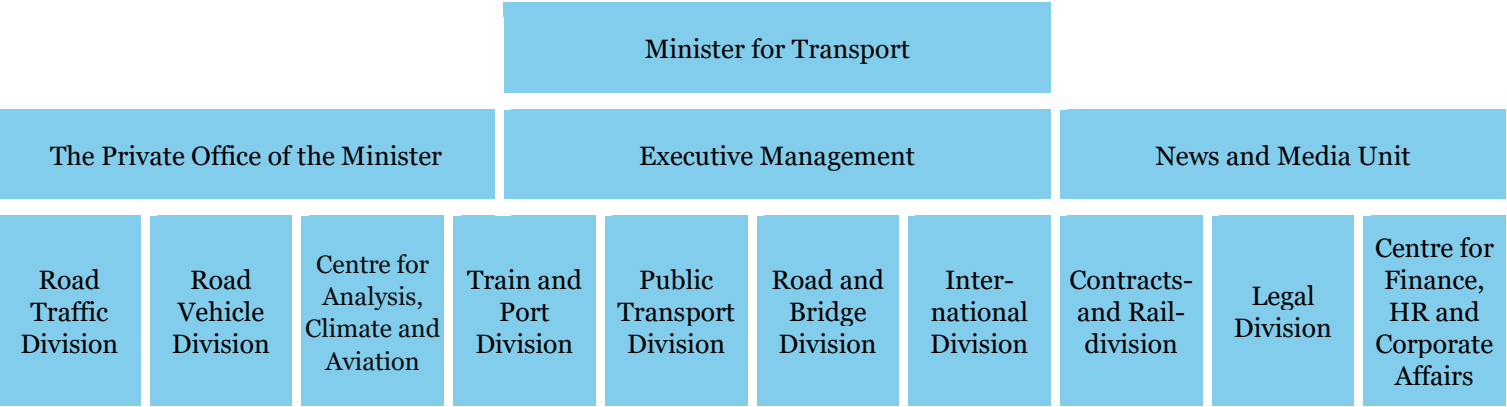 Minister for Transport
The Private Office of the Minister
Executive Management
News and Media Unit
Road
Traffic
Division
Road
Vehicle
Division
Centre for
Analysis,
Climate and
Aviation
Train and
Port
Division
Public
Transport
Division
Road and
Bridge
Division
Inter-
national
Division
Contracts-
and Rail-
division
Legal
Division
Centre for
Finance,
HR and
Corporate
Affairs